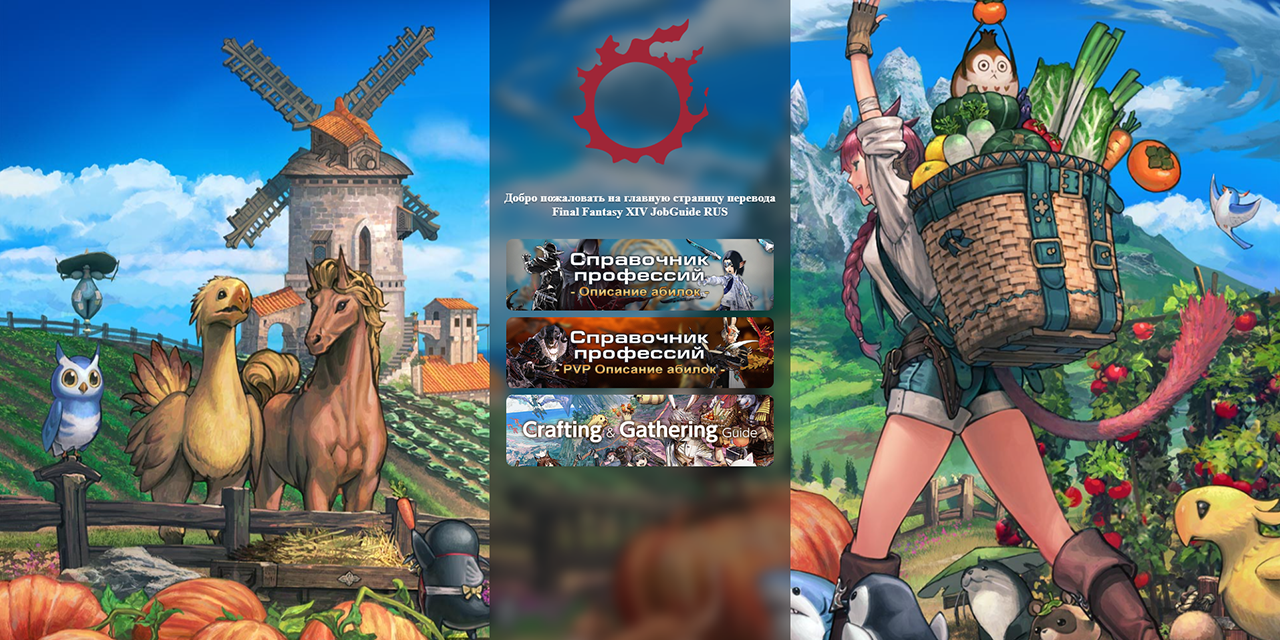 Добро пожаловать на главную страницу перевода
Final Fantasy XIV JobGuide RUS
Справочник
профессий
- Описание абилок -
Справочник
профессий
- PVP Описание абилок -
Crafting & Gathering Guide